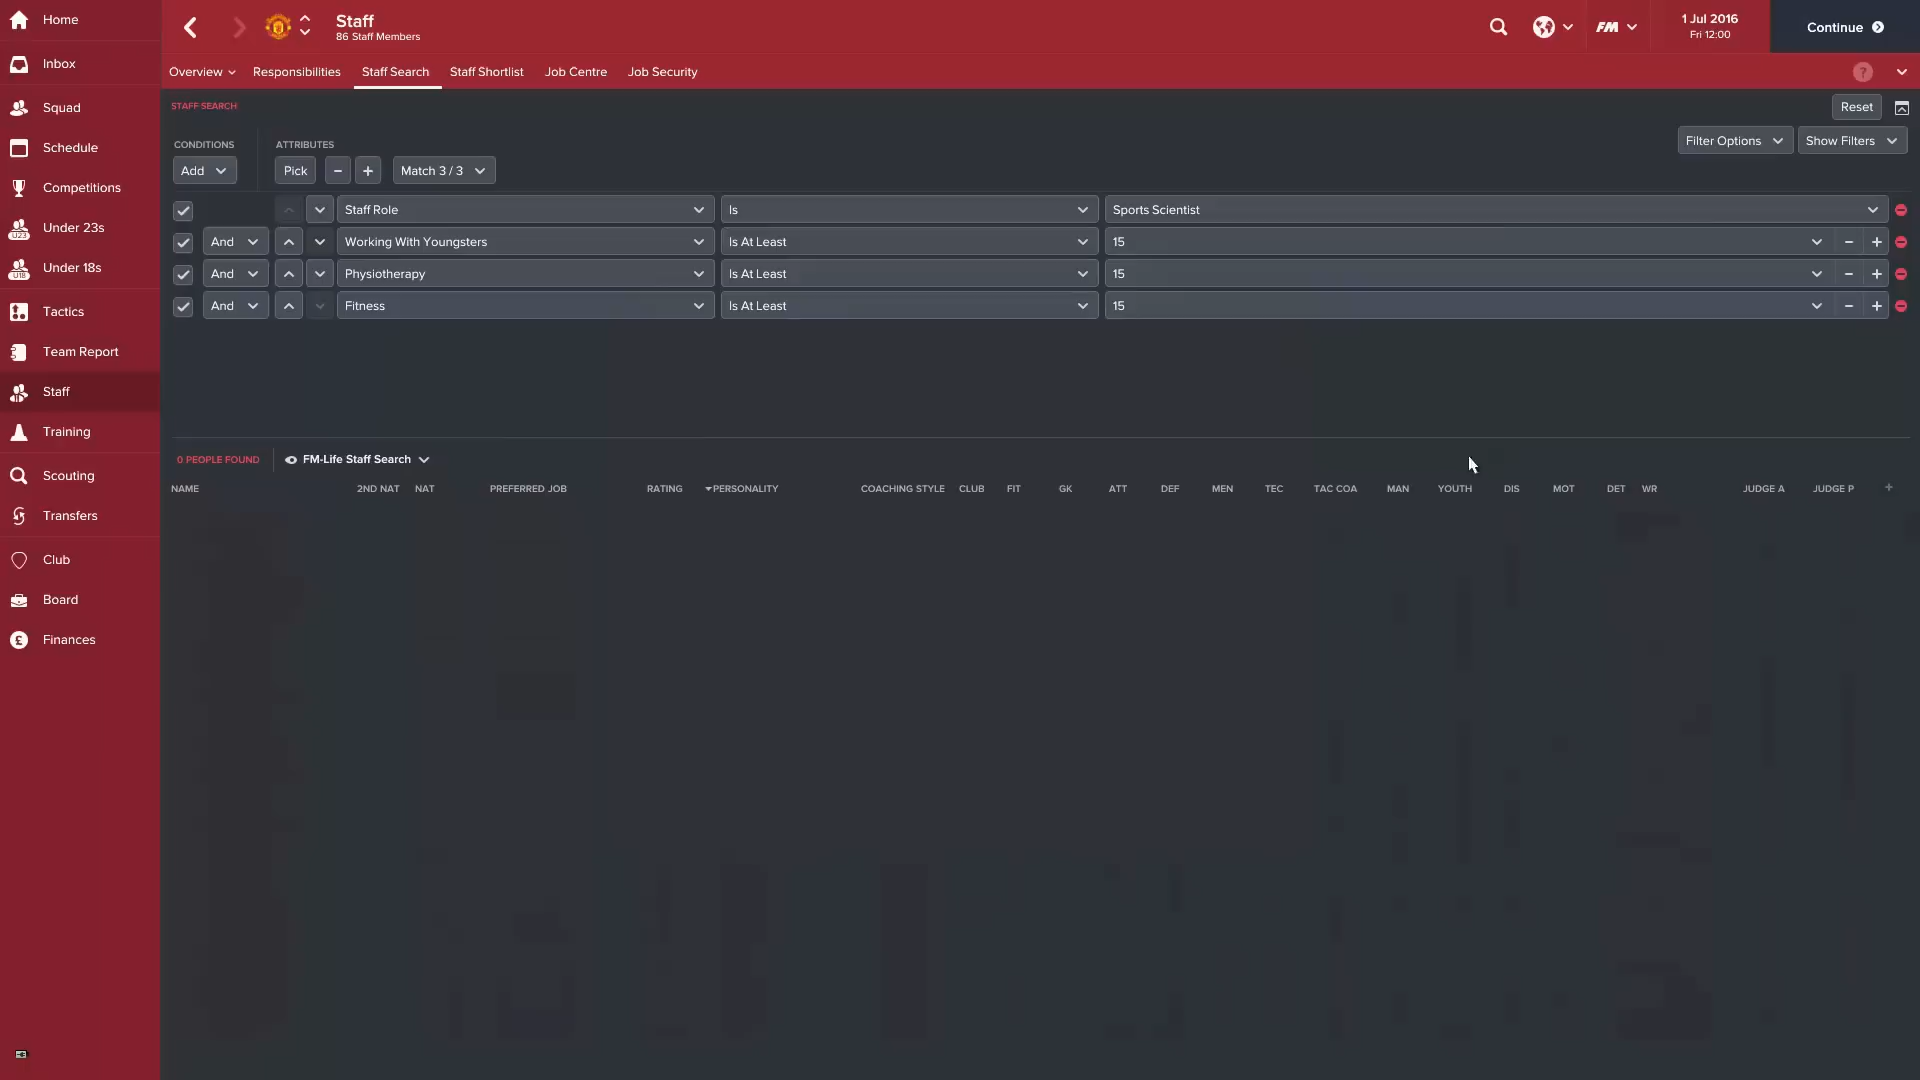 Home
Inbox
Squad
Schedule
Competitions
U23
Under 23s
U18
Under 18s
Tactics
Team Report
Staff
Training
Scouting
Transfers
Club
Board
£
Finances
Staff
86 Staff Members
FM
1 Jul 2016
Fri 12:00
Continue
Overview Responsibilities Staff Search Staff Shortlist Job Centre Job Security
?
STAFF SEARCH
Reset
Filter Options Show Filters
CONDITIONS ATTRIBUTES
Add Pick − + Match 3 / 3
Staff Role Is Sports Scientist
And Working With Youngsters Is At Least 15 − +
And Physiotherapy Is At Least 15 − +
And Fitness Is At Least 15 − +
0 PEOPLE FOUND FM-Life Staff Search
NAME 2ND NAT NAT PREFERRED JOB RATING PERSONALITY COACHING STYLE CLUB FIT GK ATT DEF MEN TEC TAC COA MAN YOUTH DIS MOT DET WR JUDGE A JUDGE P +